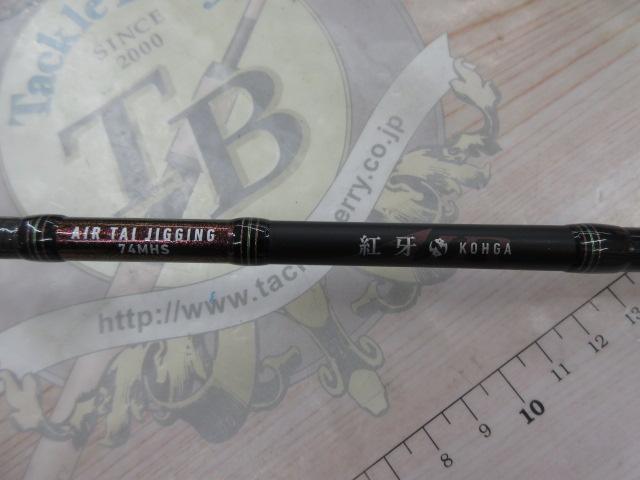 Tackle
SINCE
2000
TB
AIR TAI JIGGING
74MHS
紅牙 KOHGA
http://www.tac
erry.co.jp
8 9 10 11 12 13